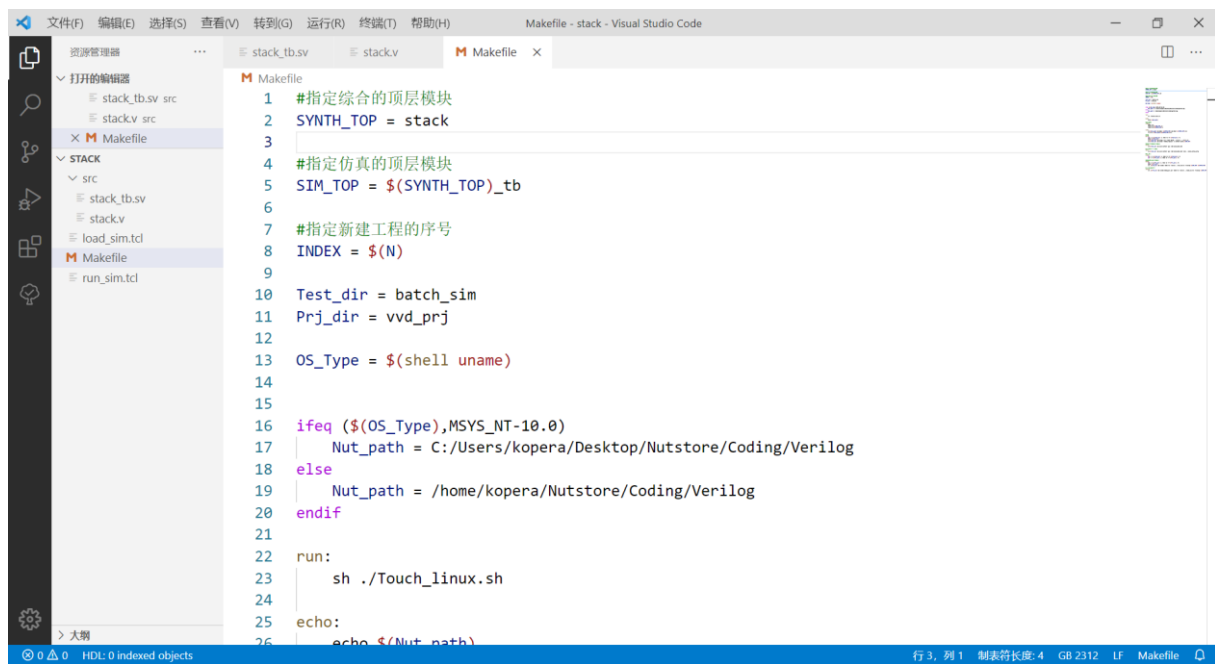 文件(F) 编辑(E) 选择(S) 查看(V) 转到(G) 运行(R) 终端(T) 帮助(H) Makefile - stack - Visual Studio Code
资源管理器 ... stack_tb.sv stack.v M Makefile ×
打开的编辑器
stack_tb.sv src
stack.v src
× M Makefile
STACK
src
stack_tb.sv
stack.v
load_sim.tcl
M Makefile
run_sim.tcl
大纲
M Makefile
1 #指定综合的顶层模块
2 SYNTH_TOP = stack
3
4 #指定仿真的顶层模块
5 SIM_TOP = $(SYNTH_TOP)_tb
6
7 #指定新建工程的序号
8 INDEX = $(N)
9
10 Test_dir = batch_sim
11 Prj_dir = vvd_prj
12
13 OS_Type = $(shell uname)
14
15
16 ifeq ($(OS_Type),MSYS_NT-10.0)
17 Nut_path = C:/Users/kopera/Desktop/Nutstore/Coding/Verilog
18 else
19 Nut_path = /home/kopera/Nutstore/Coding/Verilog
20 endif
21
22 run:
23 sh ./Touch_linux.sh
24
25 echo:
26 echo $(Nut_path)
0 0 HDL: 0 indexed objects 行 3，列 1 制表符长度: 4 GB 2312 LF Makefile